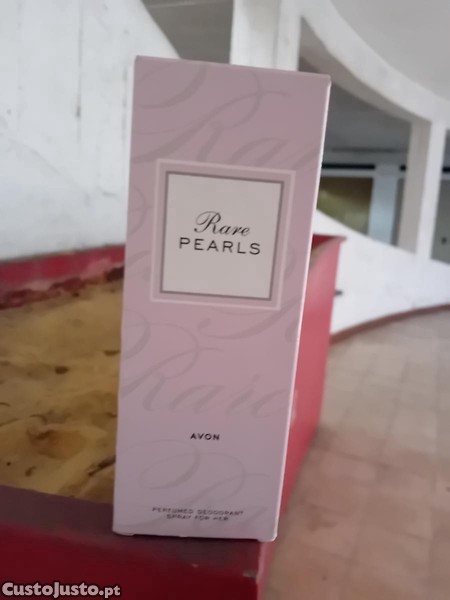 Rare
PEARLS
AVON
PERFUMED DEODORANT
SPRAY FOR HER
CustoJusto.pt